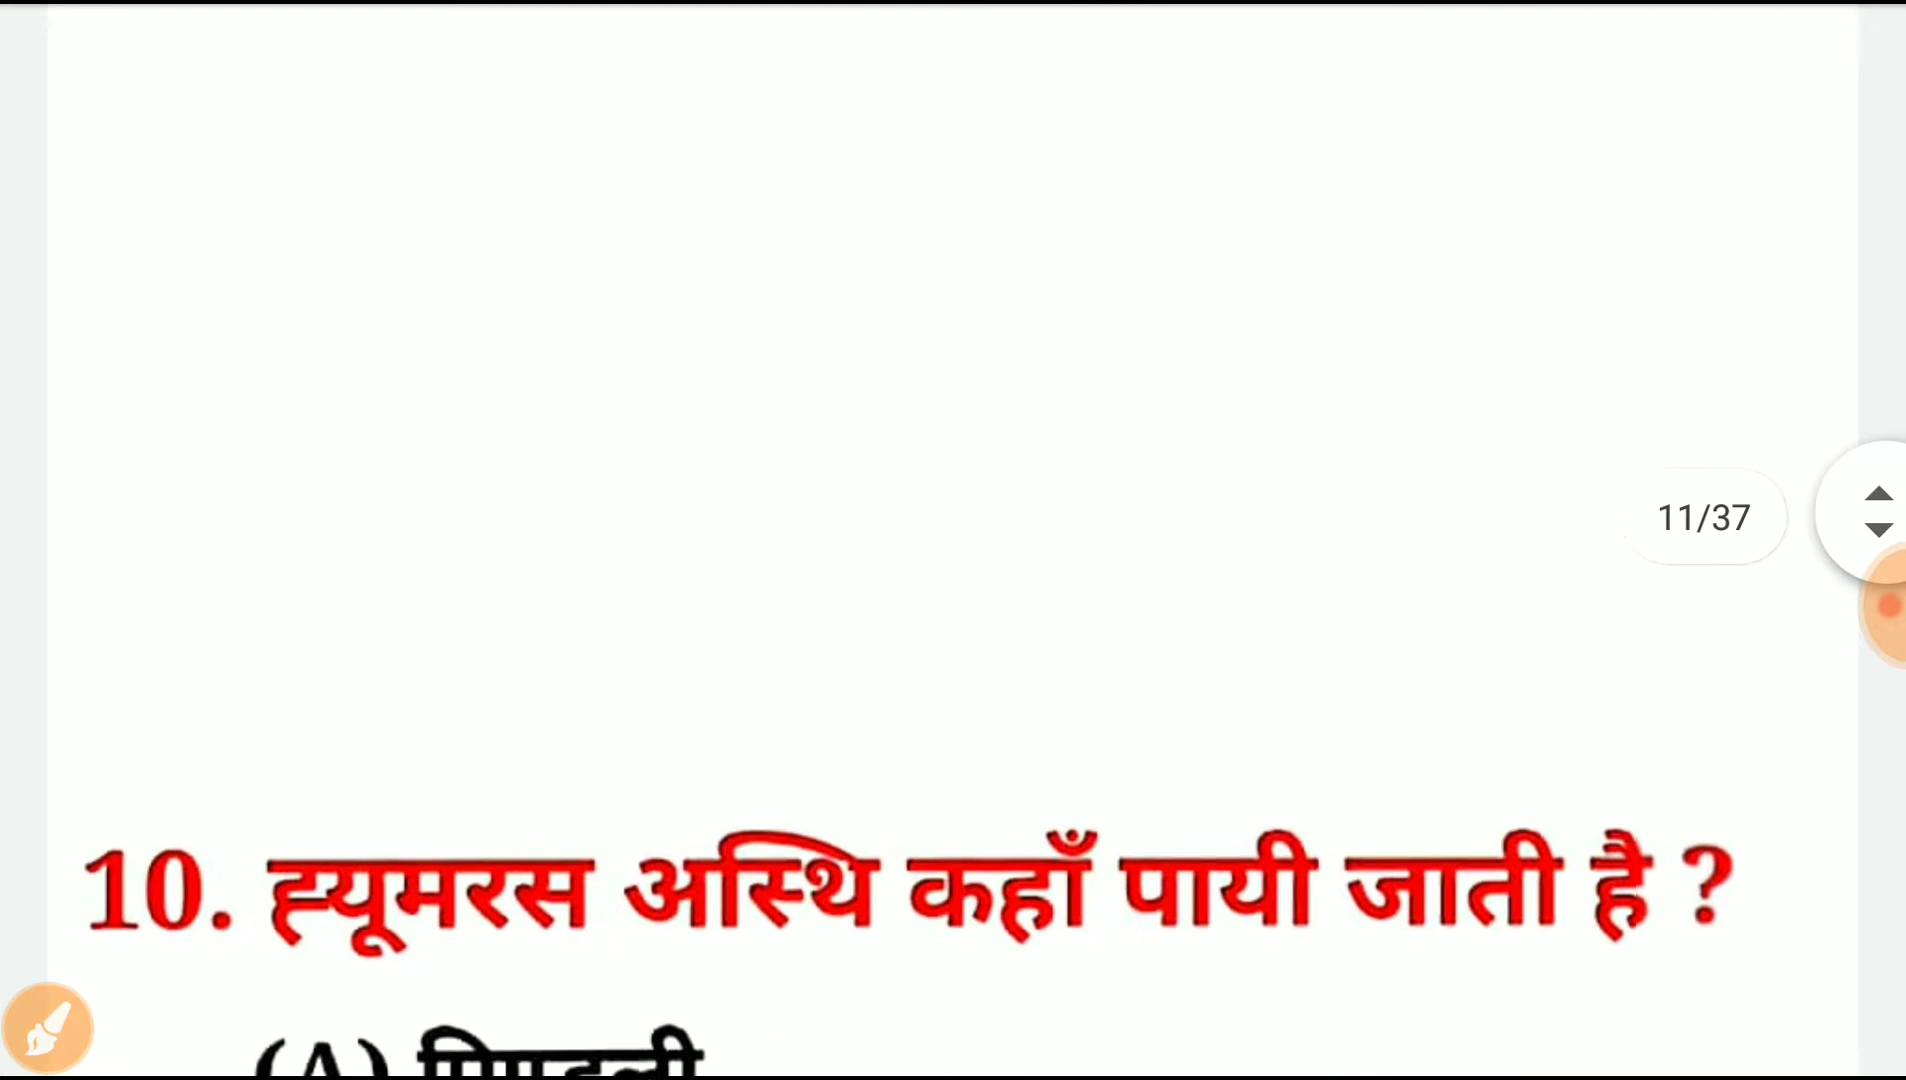 11/37
10. ह्यूमरस अस्थि कहाँ पायी जाती है ?
(A)